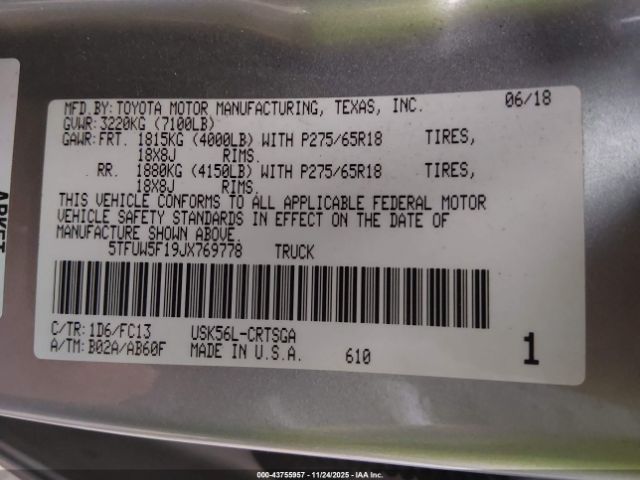 MFD.BY:TOYOTA MOTOR MANUFACTURING, TEXAS, INC. 06/18
GVWR:3220KG (7100LB)
GAWR:FRT. 1815KG (4000LB) WITH P275/65R18 TIRES,
18X8J RIMS.
RR. 1880KG (4150LB) WITH P275/65R18 TIRES,
18X8J RIMS.
THIS VEHICLE CONFORMS TO ALL APPLICABLE FEDERAL MOTOR
VEHICLE SAFETY STANDARDS IN EFFECT ON THE DATE OF
MANUFACTURE SHOWN ABOVE.
5TFUW5F19JX769778 TRUCK
C/TR:1D6/FC13 USK56L-CRTSGA
A/TM:B02A/AB60F MADE IN U.S.A. 610 1
000-43755957 - 11/24/2025 - IAA Inc.